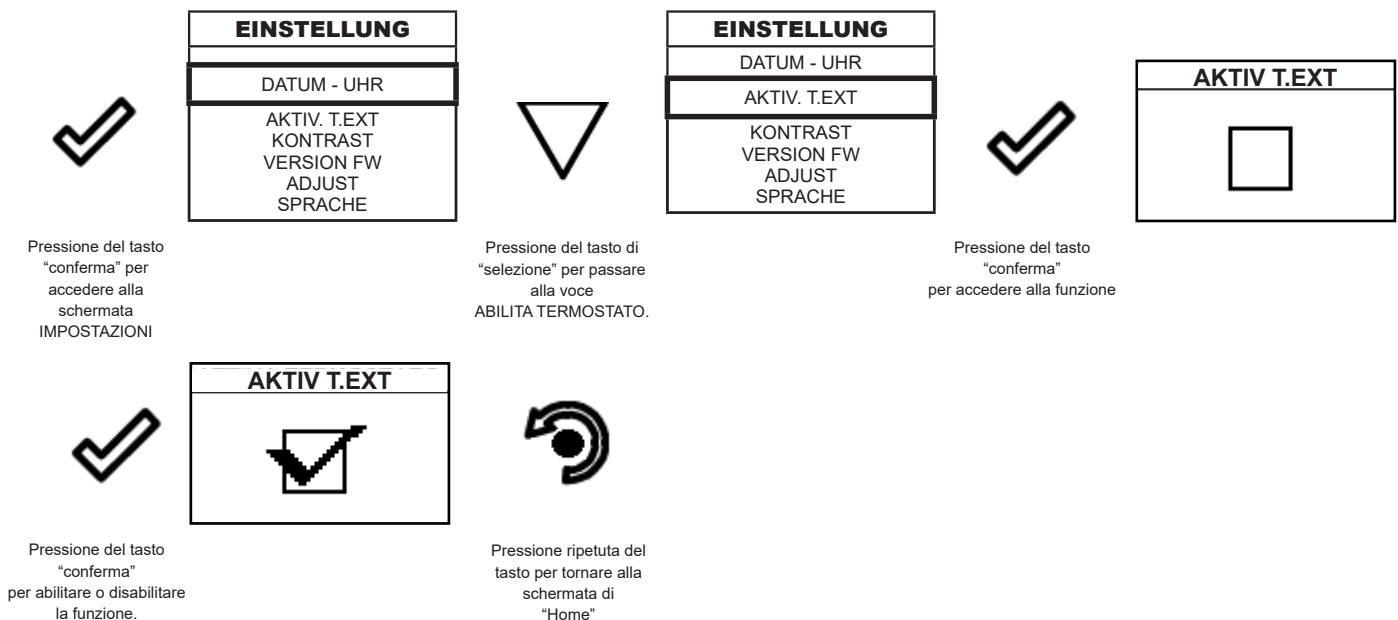 EINSTELLUNG
DATUM - UHR
AKTIV. T.EXT
KONTRAST
VERSION FW
ADJUST
SPRACHE
EINSTELLUNG
DATUM - UHR
AKTIV. T.EXT
KONTRAST
VERSION FW
ADJUST
SPRACHE
AKTIV T.EXT
Pressione del tasto
“conferma” per
accedere alla
schermata
IMPOSTAZIONI
Pressione del tasto di
“selezione” per passare
alla voce
ABILITA TERMOSTATO.
Pressione del tasto
“conferma”
per accedere alla funzione
AKTIV T.EXT
Pressione del tasto
“conferma”
per abilitare o disabilitare
la funzione.
Pressione ripetuta del
tasto per tornare alla
schermata di
“Home”